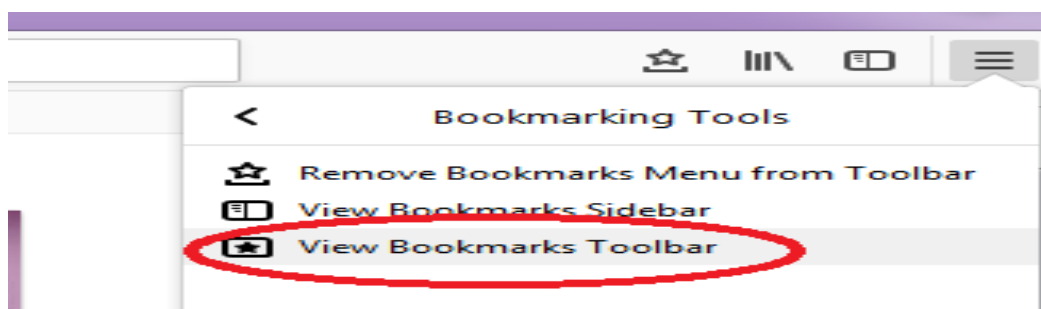 Bookmarking Tools
Remove Bookmarks Menu from Toolbar
View Bookmarks Sidebar
View Bookmarks Toolbar